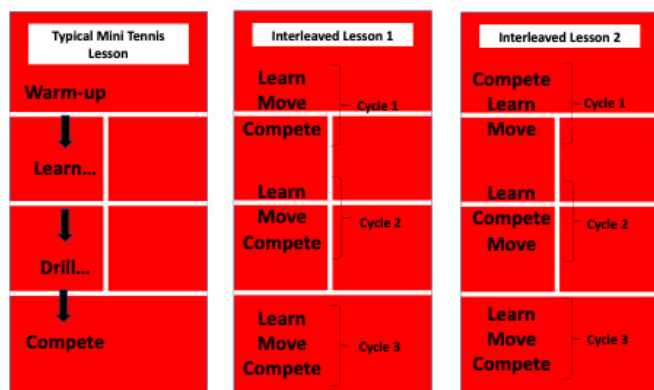 Typical Mini Tennis
Lesson
Warm-up
Learn...
Drill...
Compete
Interleaved Lesson 1
Learn
Move
Compete
Cycle 1
Learn
Move
Compete
Cycle 2
Learn
Move
Compete
Cycle 3
Interleaved Lesson 2
Compete
Learn
Move
Cycle 1
Learn
Compete
Move
Cycle 2
Learn
Move
Compete
Cycle 3